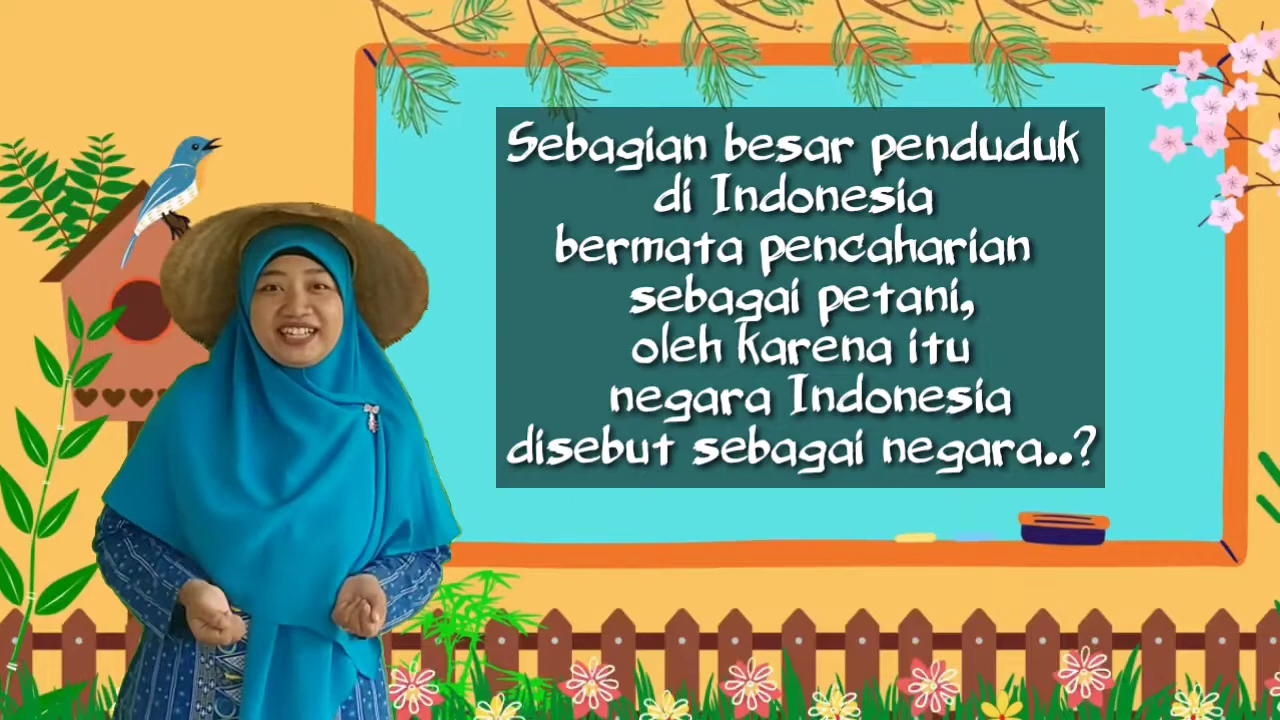 Sebagian besar penduduk
di Indonesia
bermata pencaharian
sebagai petani,
oleh karena itu
negara Indonesia
disebut sebagai negara..?